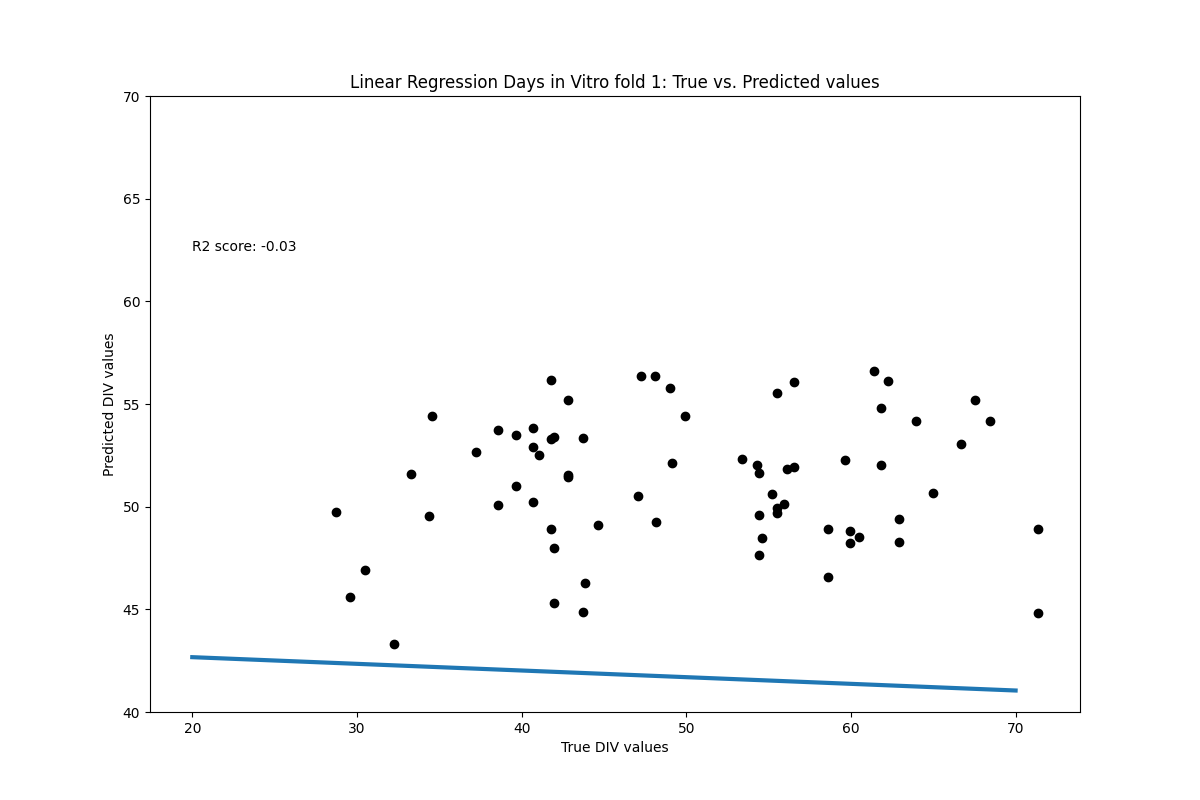 Linear Regression Days in Vitro fold 1: True vs. Predicted values
70
65
R2 score: -0.03
60
Predicted DIV values
55
50
45
40
20 30 40 50 60 70
True DIV values